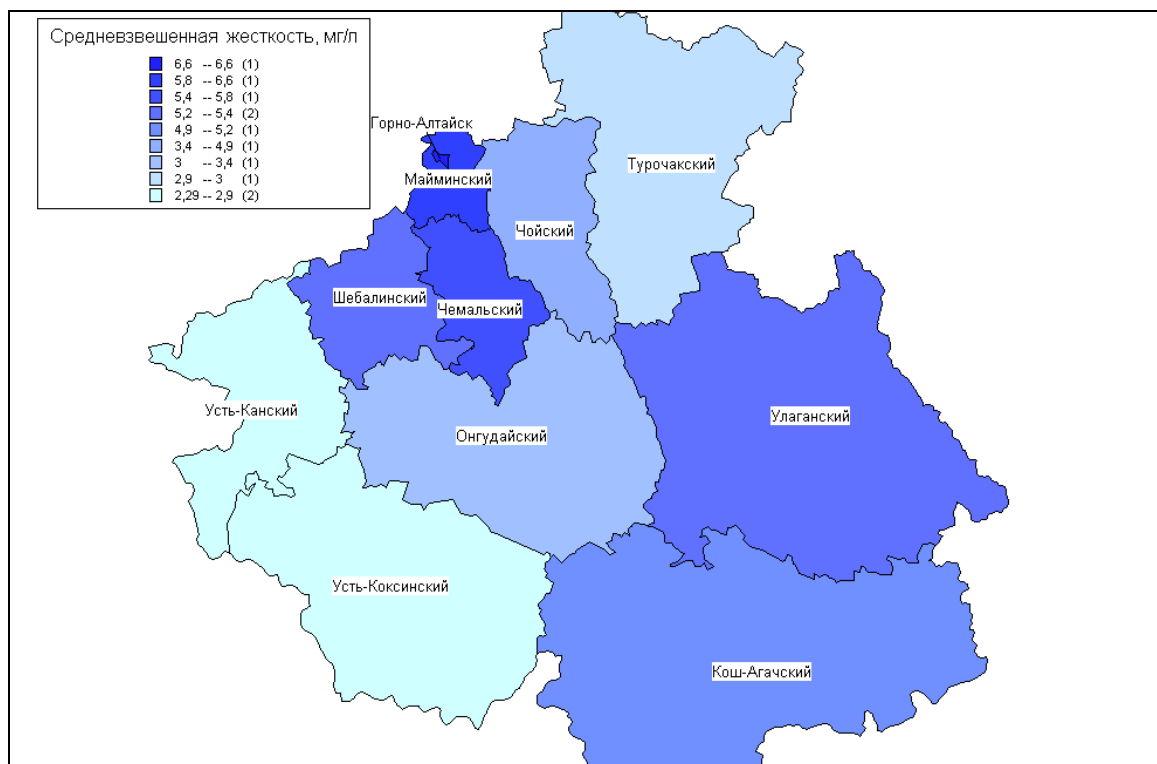 Средневзвешенная жесткость, мг/л
6,6 -- 6,6 (1)
5,8 -- 6,6 (1)
5,4 -- 5,8 (1)
5,2 -- 5,4 (2)
4,9 -- 5,2 (1)
3,4 -- 4,9 (1)
3 -- 3,4 (1)
2,9 -- 3 (1)
2,29 -- 2,9 (2)
Горно-Алтайск
Турочакский
Майминский
Чойский
Шебалинский
Чемальский
Усть-Канский
Улаганский
Онгудайский
Усть-Коксинский
Кош-Агачский